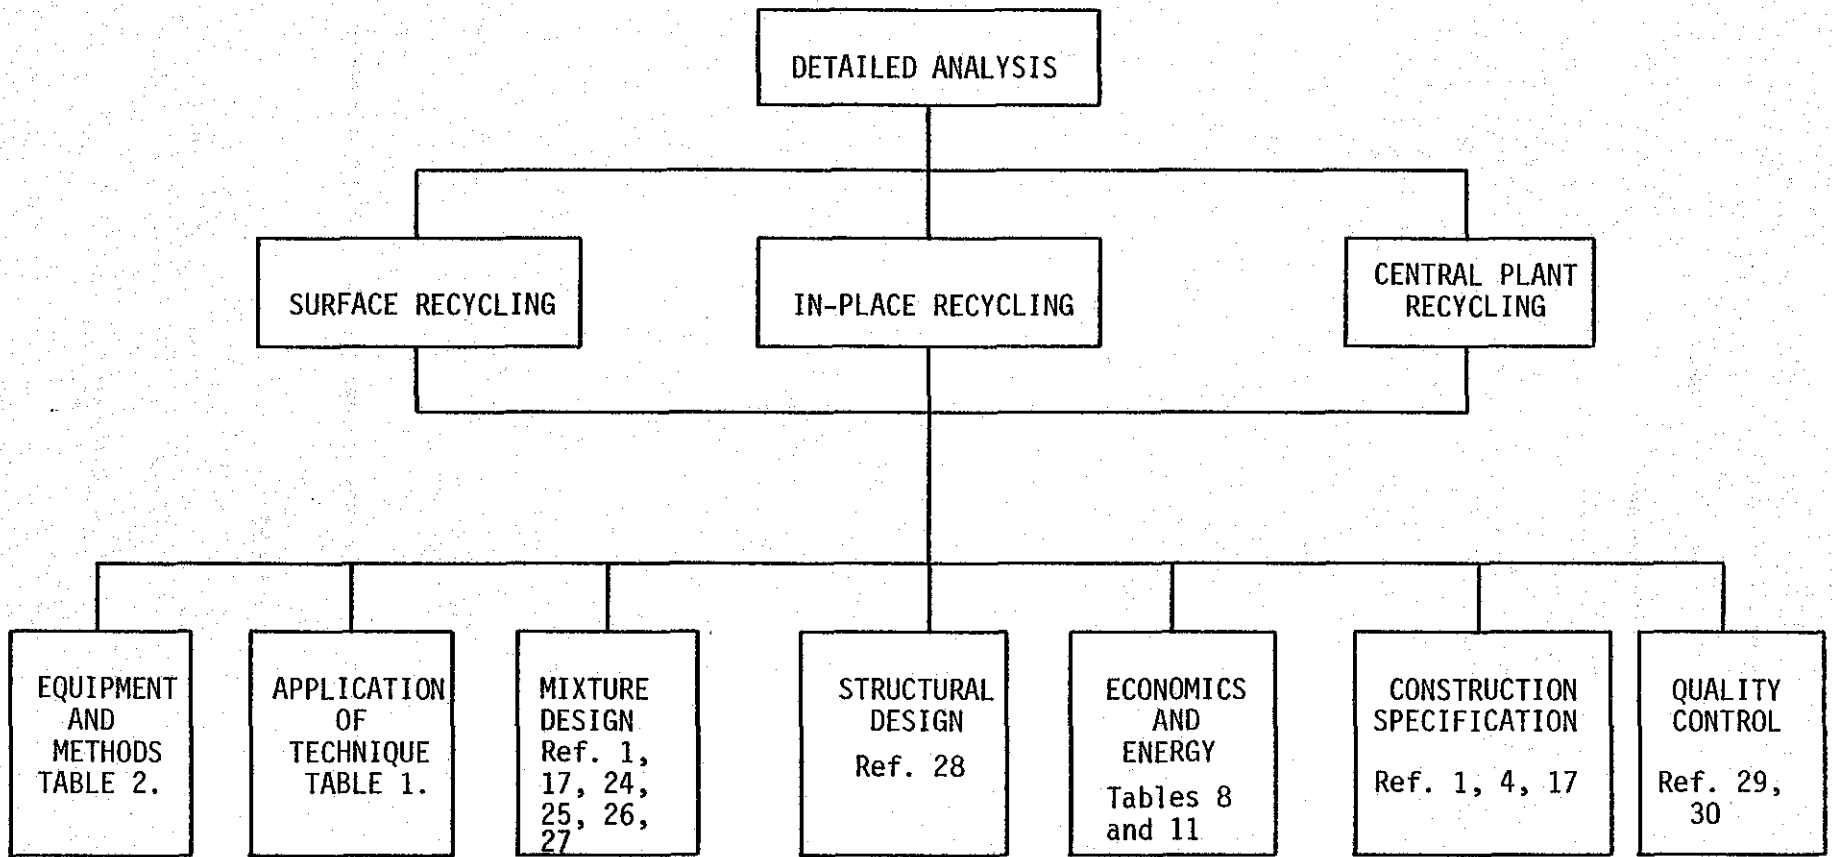 DETAILED ANALYSIS
SURFACE RECYCLING
IN-PLACE RECYCLING
CENTRAL PLANT
RECYCLING
EQUIPMENT
AND
METHODS
TABLE 2.
APPLICATION
OF
TECHNIQUE
TABLE 1.
MIXTURE
DESIGN
Ref. 1,
17, 24,
25, 26,
27
STRUCTURAL
DESIGN
Ref. 28
ECONOMICS
AND
ENERGY
Tables 8
and 11
CONSTRUCTION
SPECIFICATION
Ref. 1, 4, 17
QUALITY
CONTROL
Ref. 29,
30